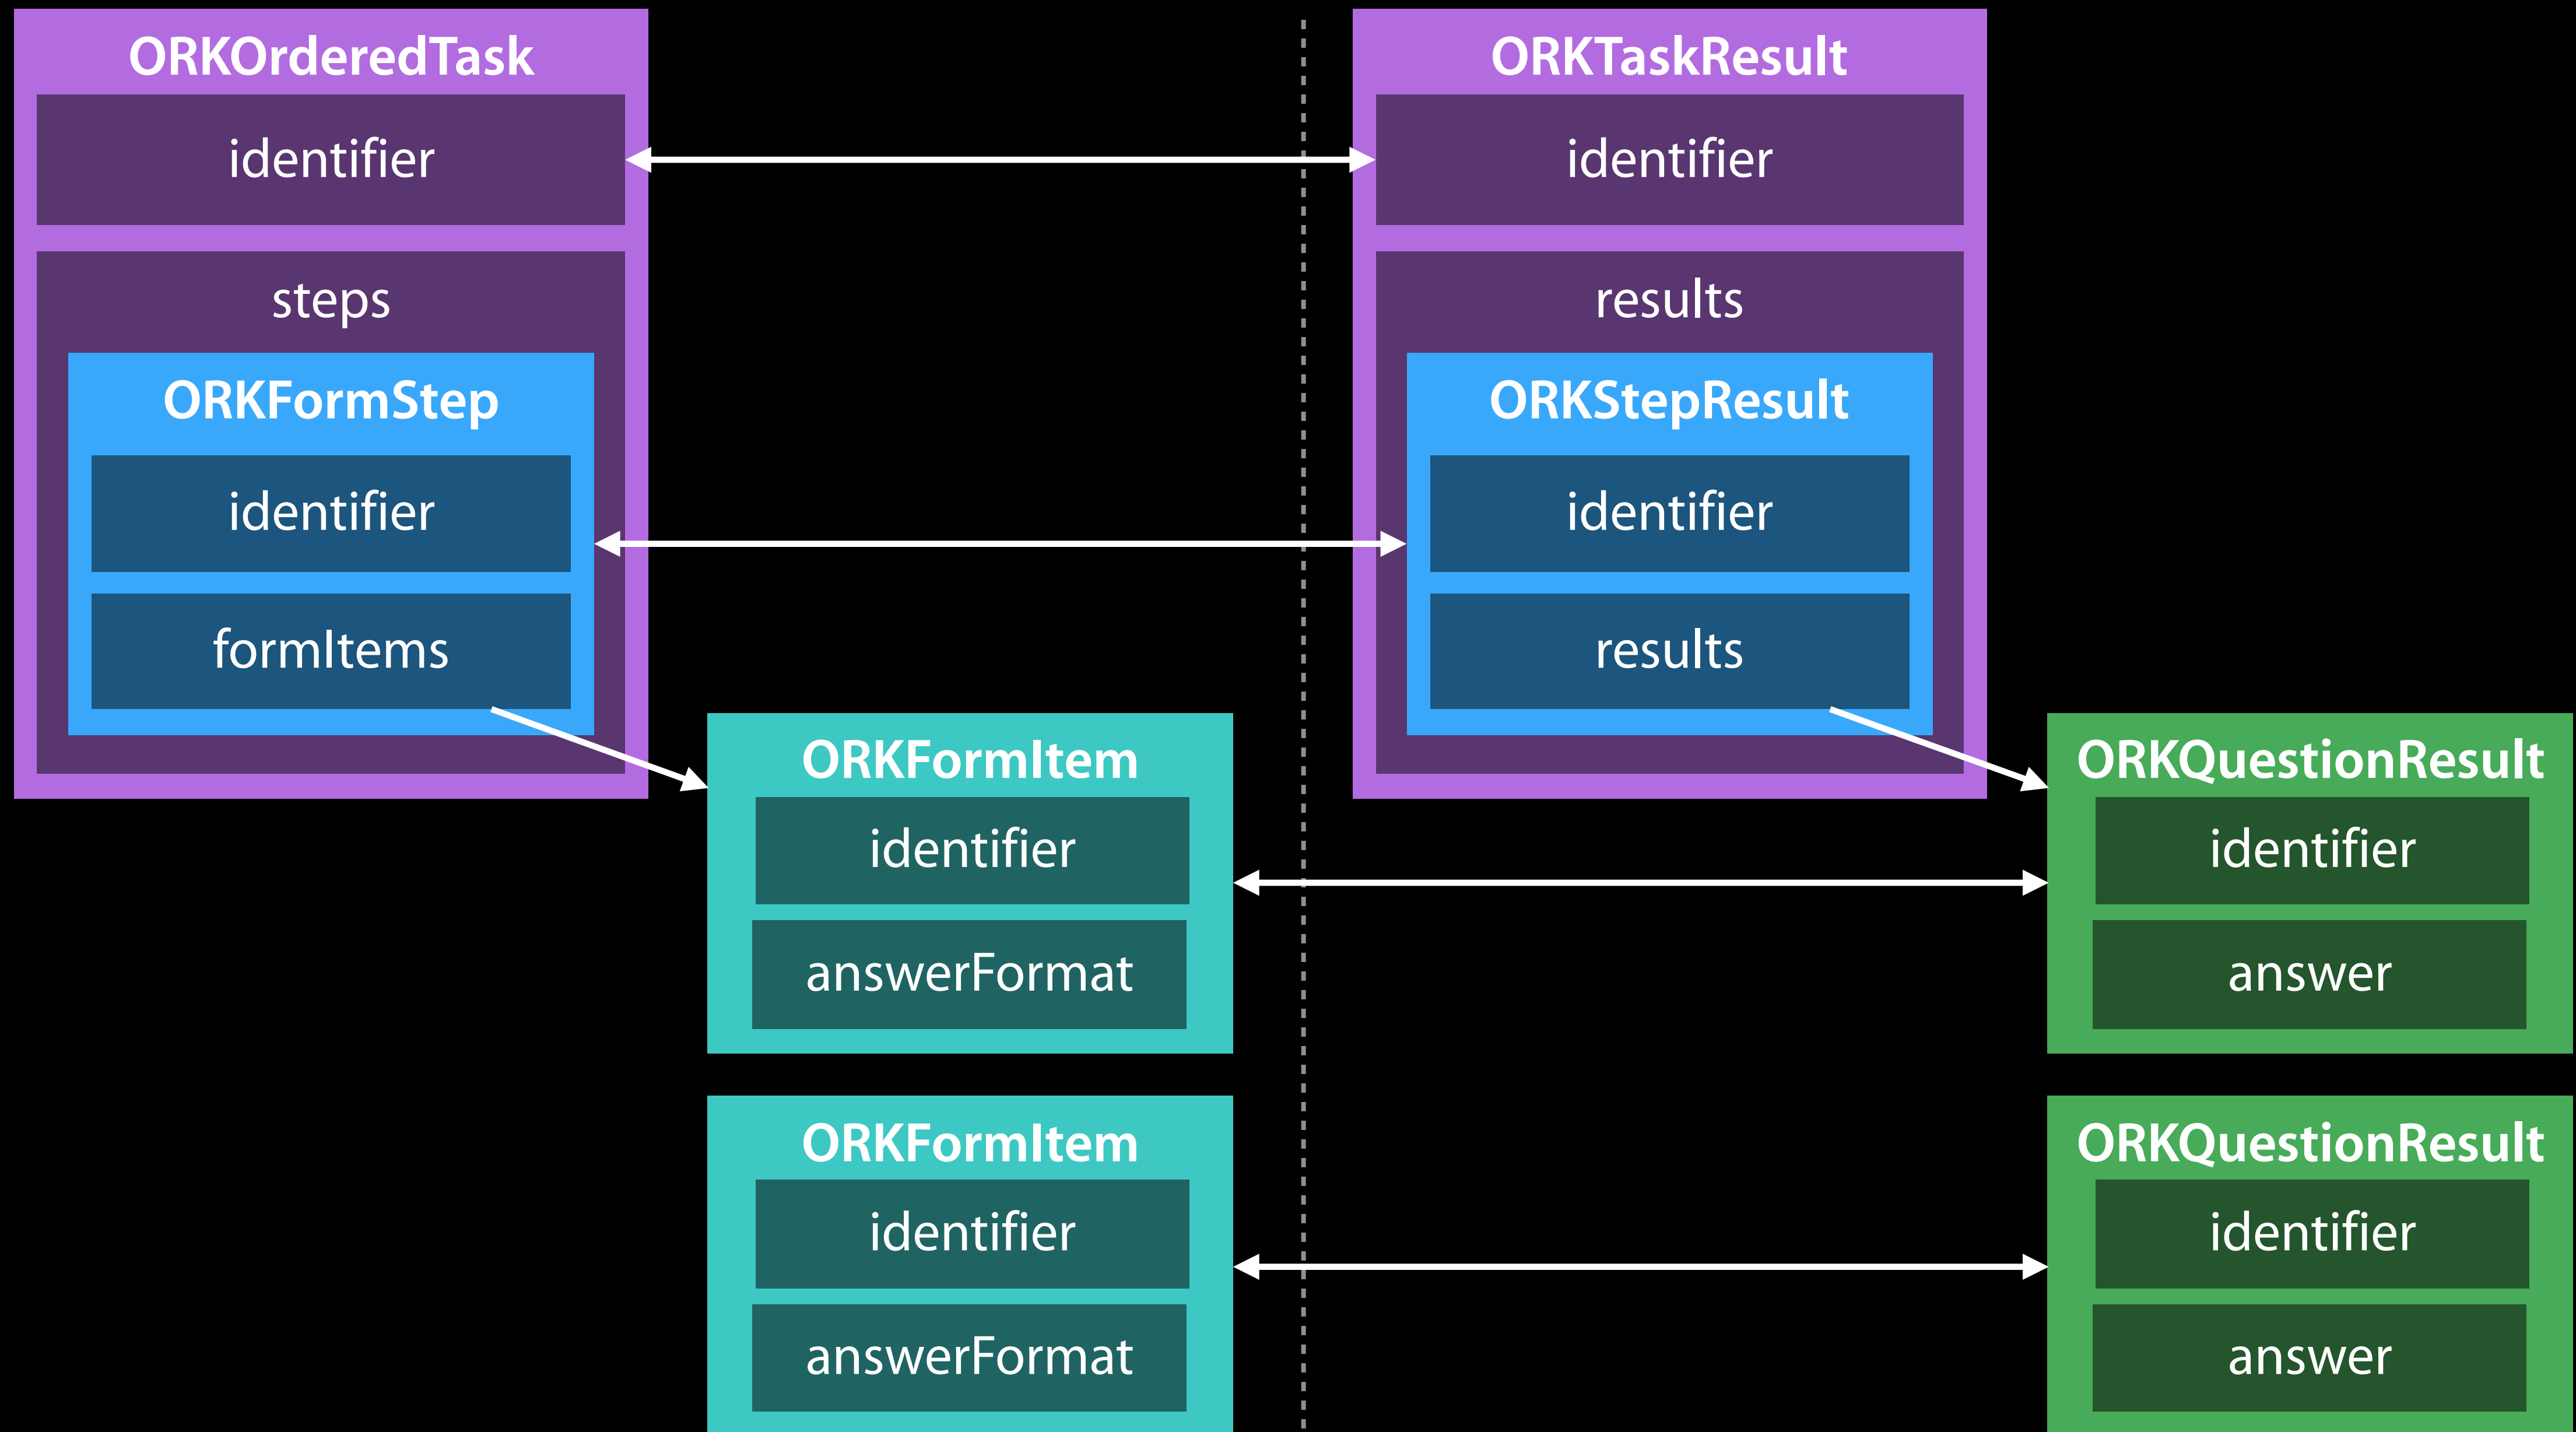 ORKOrderedTask
identifier
steps
ORKFormStep
identifier
formItems
ORKFormItem
identifier
answerFormat
ORKFormItem
identifier
answerFormat
ORKTaskResult
identifier
results
ORKStepResult
identifier
results
ORKQuestionResult
identifier
answer
ORKQuestionResult
identifier
answer